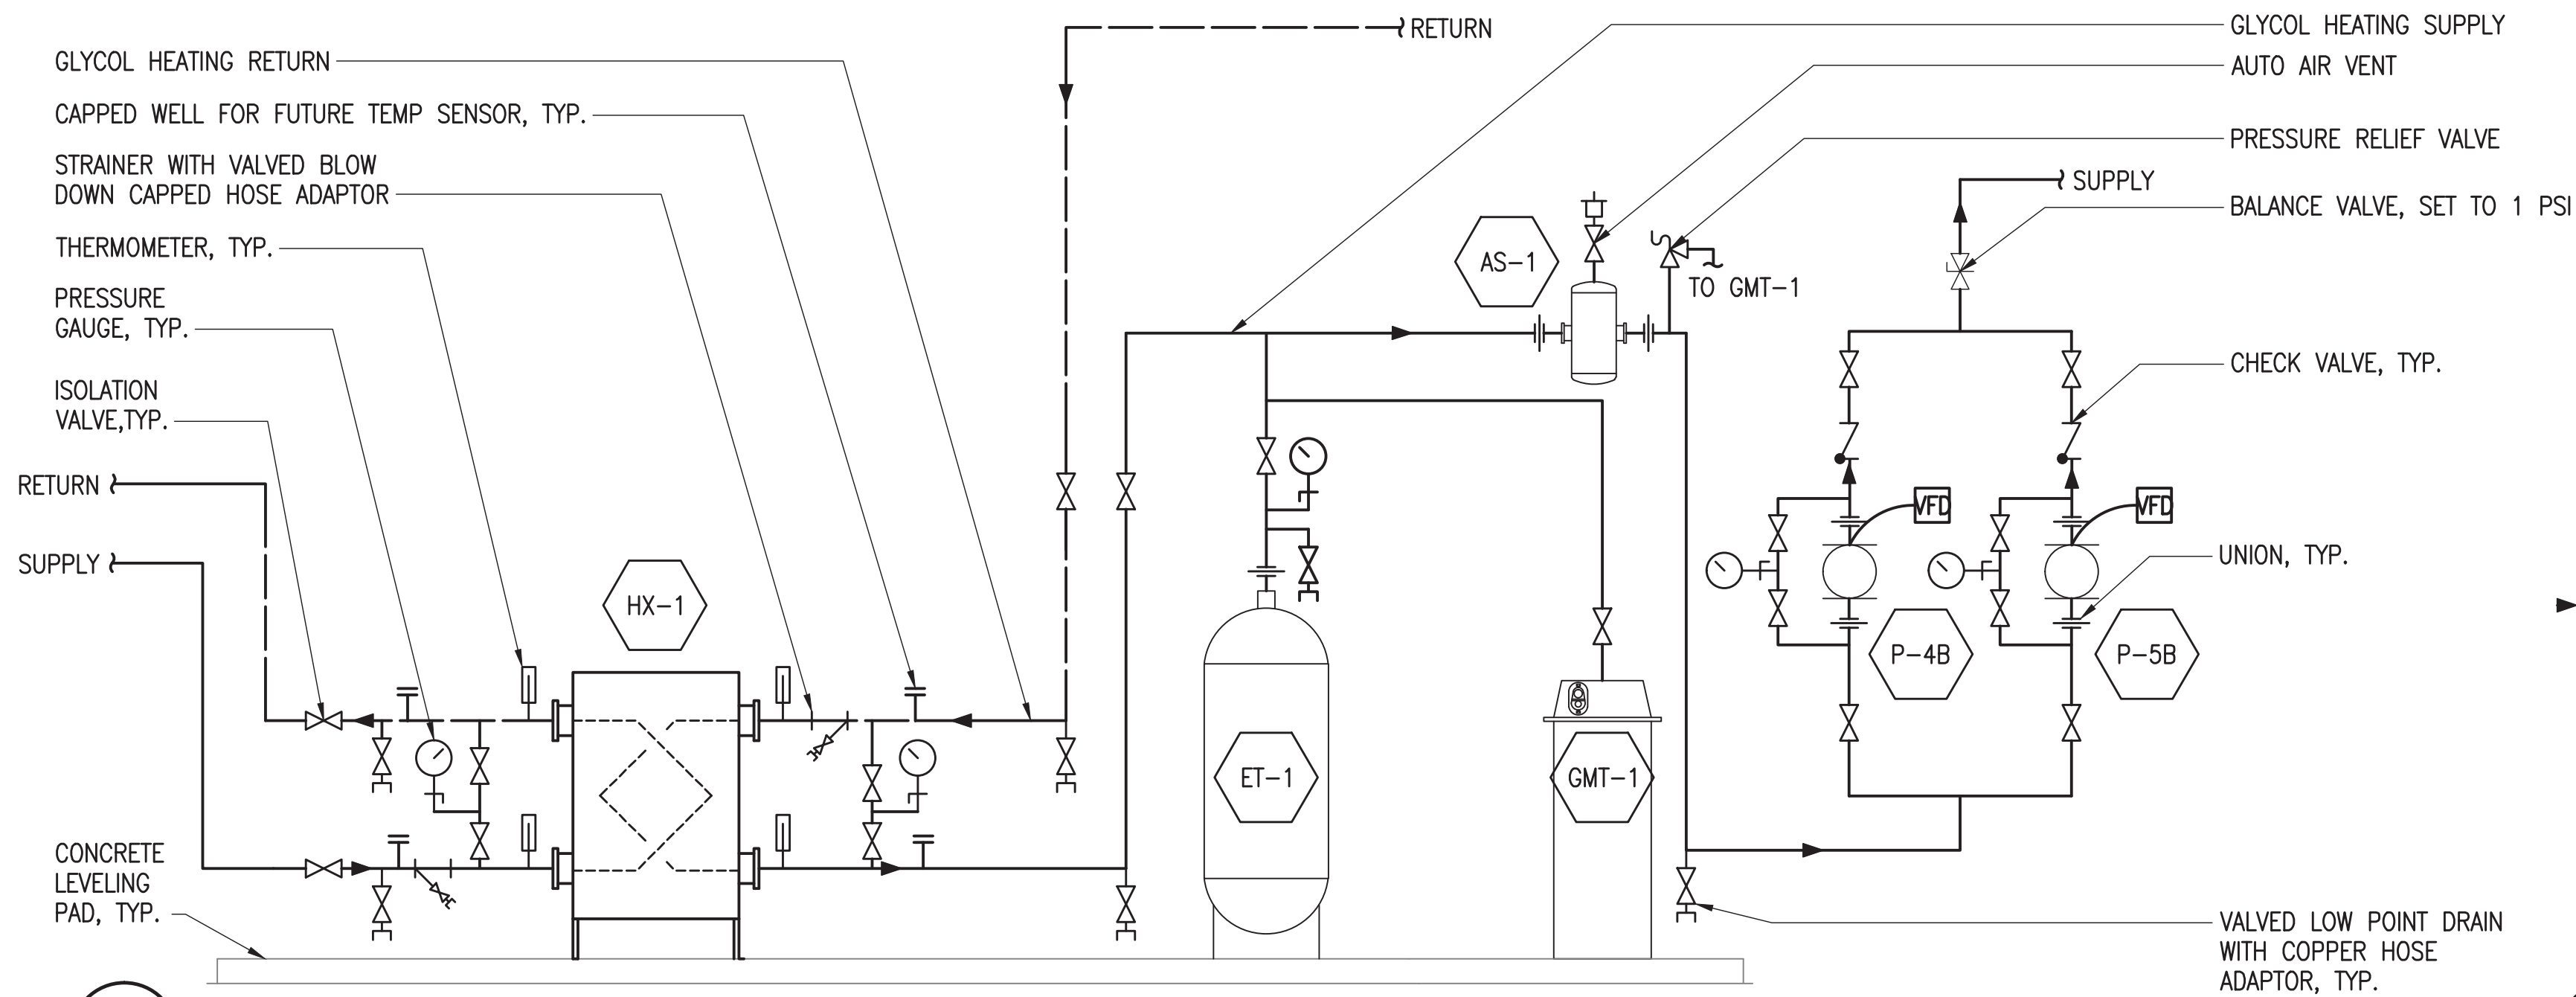 RETURN
GLYCOL HEATING SUPPLY
GLYCOL HEATING RETURN
AUTO AIR VENT
CAPPED WELL FOR FUTURE TEMP SENSOR, TYP.
PRESSURE RELIEF VALVE
STRAINER WITH VALVED BLOW
DOWN CAPPED HOSE ADAPTOR
SUPPLY
BALANCE VALVE, SET TO 1 PSI
THERMOMETER, TYP.
AS-1
TO GMT-1
PRESSURE
GAUGE, TYP.
CHECK VALVE, TYP.
ISOLATION
VALVE,TYP.
RETURN
VFD
VFD
SUPPLY
UNION, TYP.
HX-1
P-4B
P-5B
ET-1
GMT-1
CONCRETE
LEVELING
PAD, TYP.
VALVED LOW POINT DRAIN
WITH COPPER HOSE
ADAPTOR, TYP.